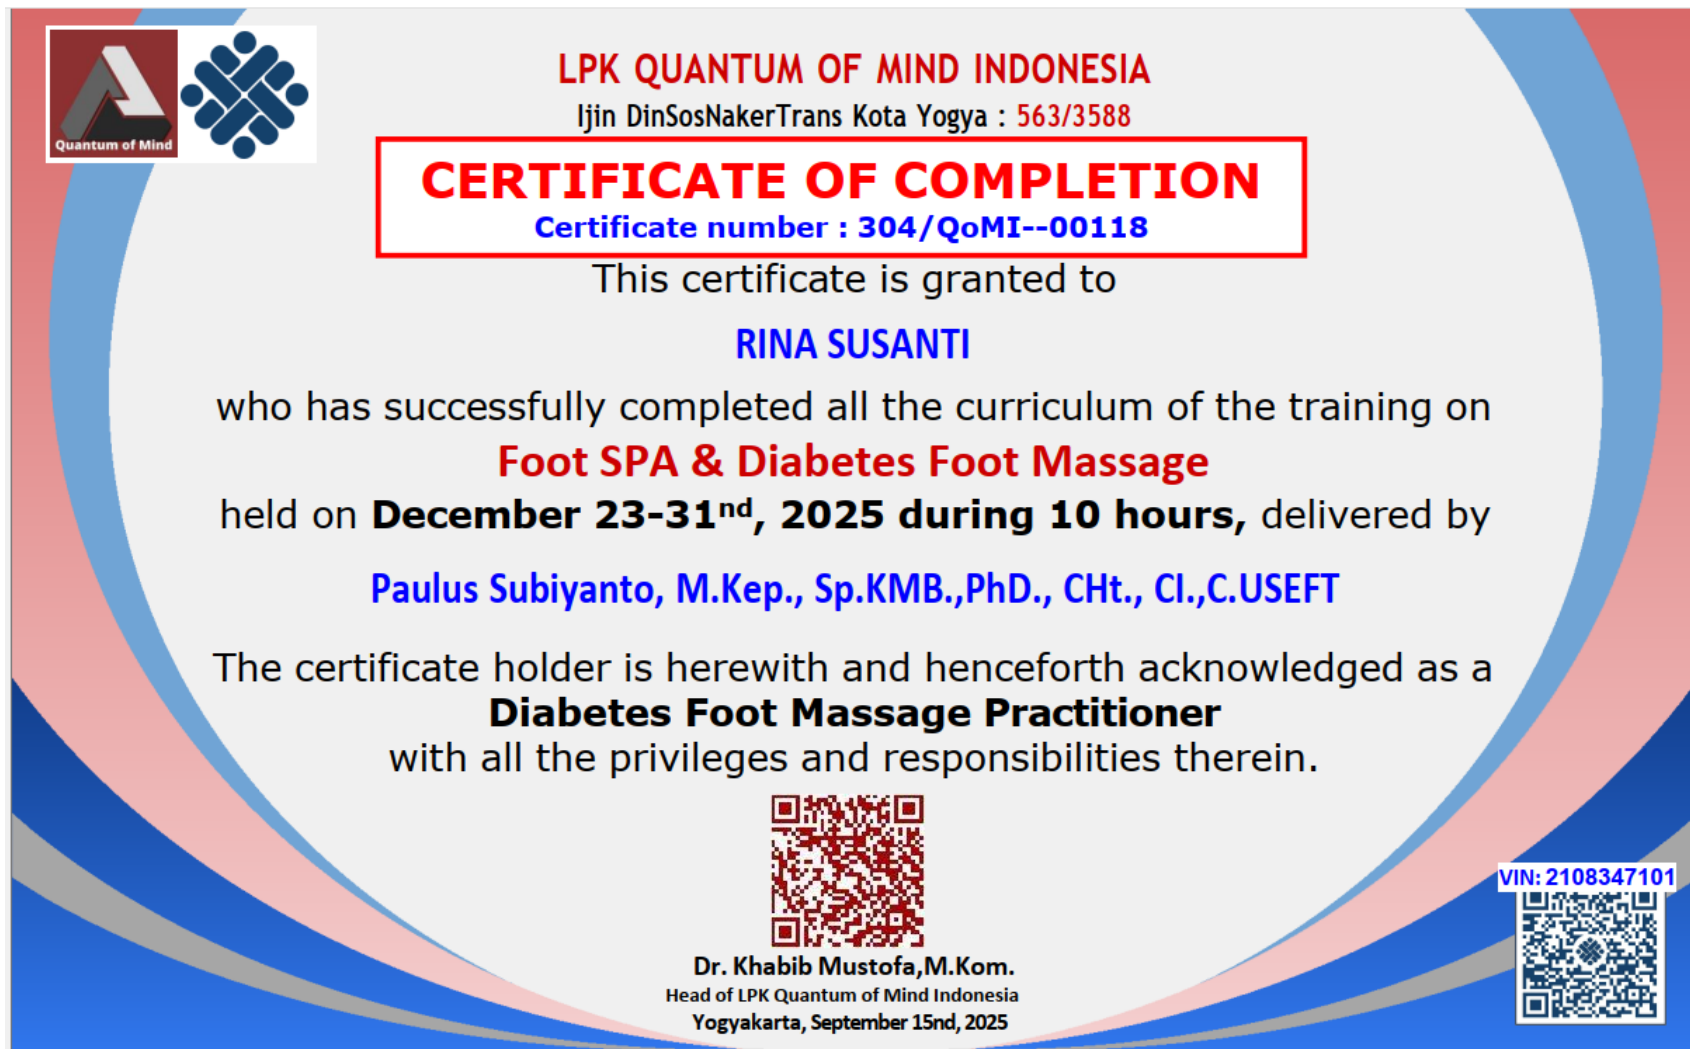 Quantum of Mind
LPK QUANTUM OF MIND INDONESIA
Ijin DinSosNakerTrans Kota Yogya : 563/3588
CERTIFICATE OF COMPLETION
Certificate number : 304/QoMI--00118
This certificate is granted to
RINA SUSANTI
who has successfully completed all the curriculum of the training on
Foot SPA & Diabetes Foot Massage
held on December 23-31nd, 2025 during 10 hours, delivered by
Paulus Subiyanto, M.Kep., Sp.KMB.,PhD., CHt., CI.,C.USEFT
The certificate holder is herewith and henceforth acknowledged as a
Diabetes Foot Massage Practitioner
with all the privileges and responsibilities therein.
Dr. Khabib Mustofa,M.Kom.
Head of LPK Quantum of Mind Indonesia
Yogyakarta, September 15nd, 2025
VIN: 2108347101